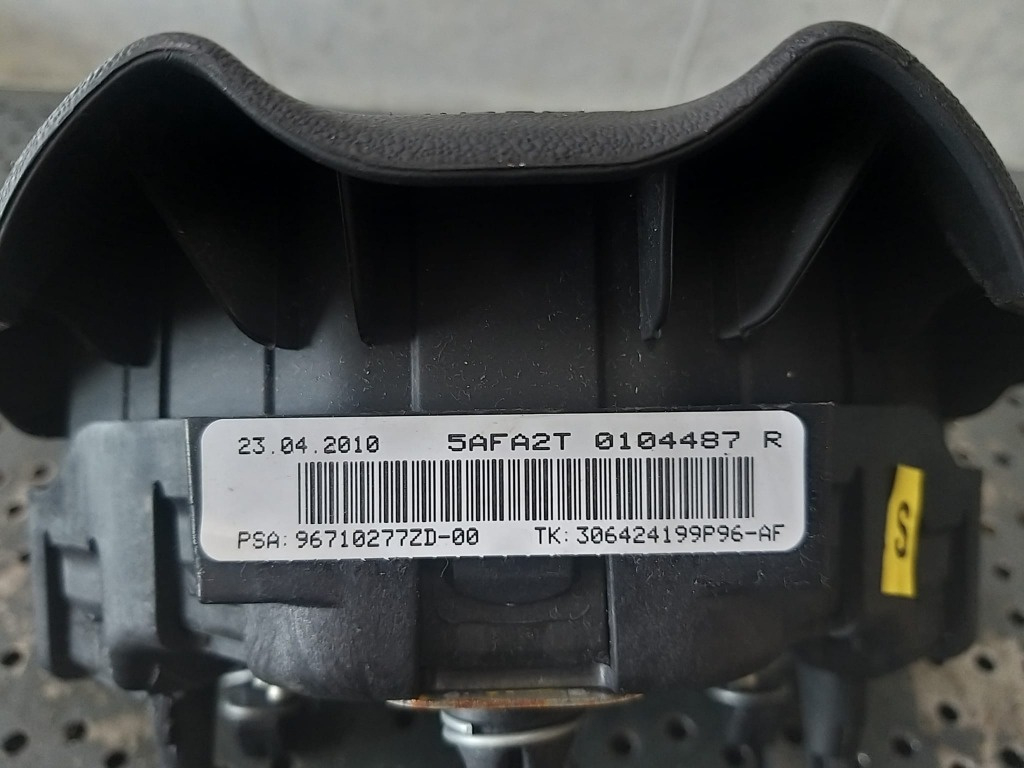 23.04.2010 5AFA2T 0104487 R
PSA: 96710277ZD-00 TK: 306424199P96-AF
S